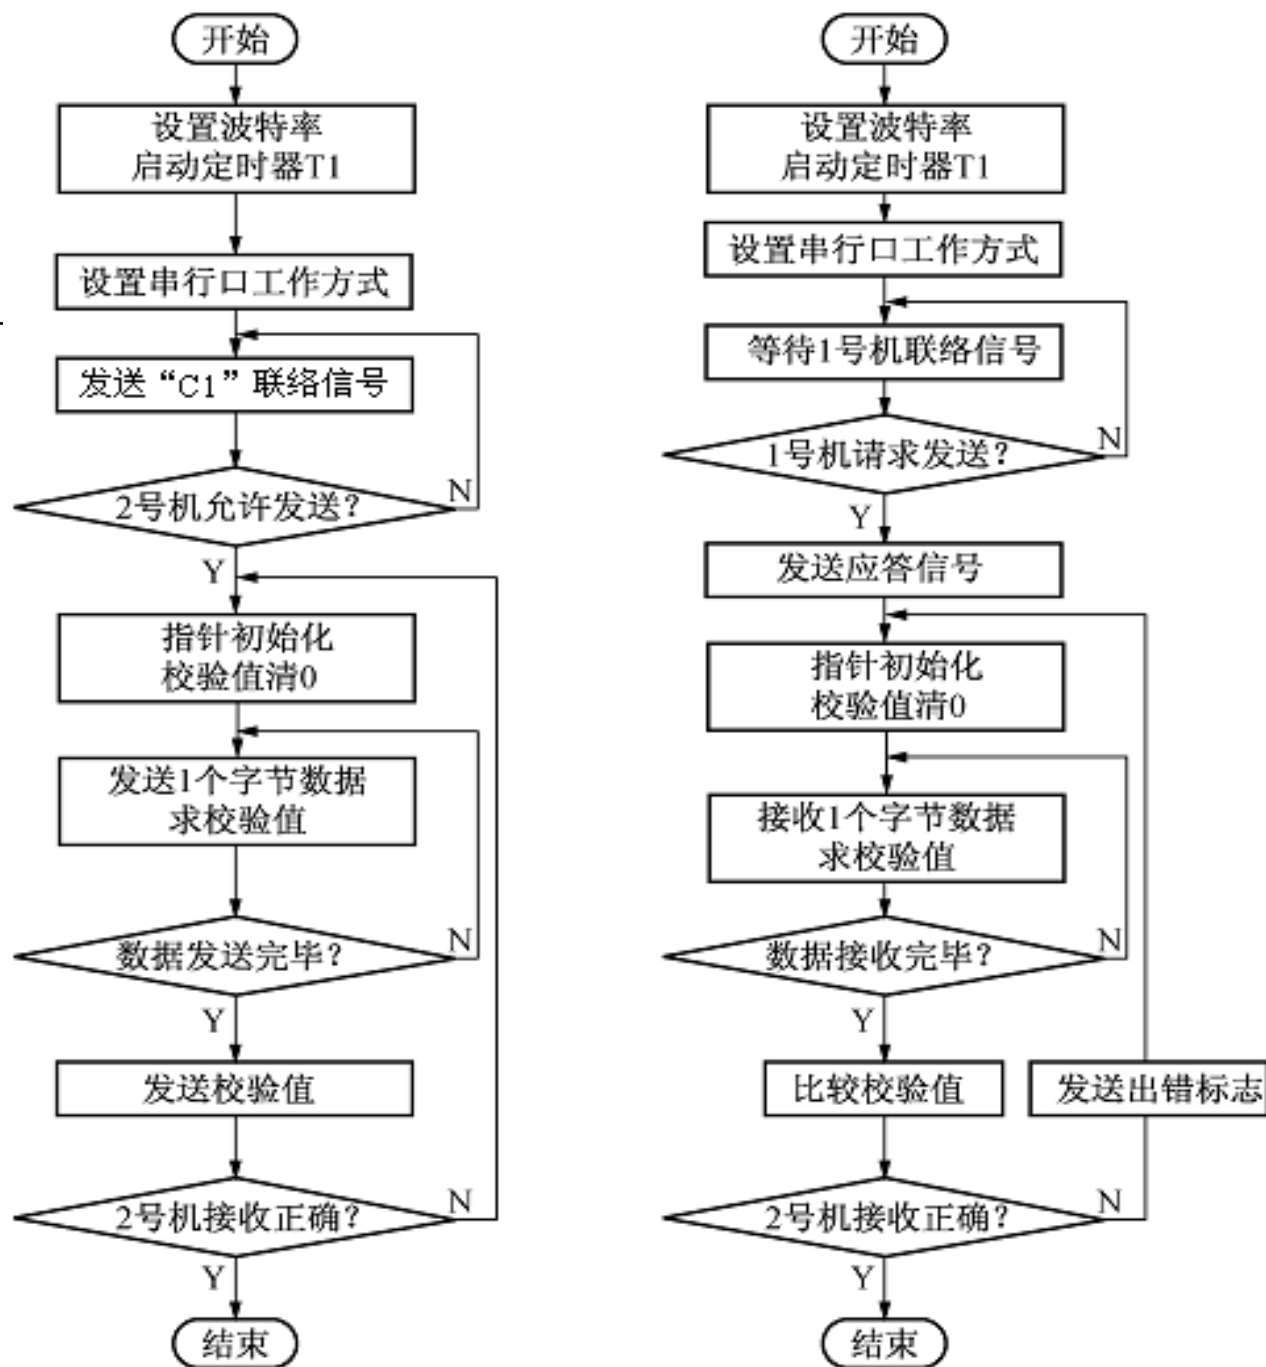 开始
设置波特率
启动定时器T1
设置串行口工作方式
发送“C1”联络信号
2号机允许发送?
N
Y
指针初始化
校验值清0
发送1个字节数据
求校验值
数据发送完毕?
N
Y
发送校验值
2号机接收正确?
N
Y
结束
开始
设置波特率
启动定时器T1
设置串行口工作方式
等待1号机联络信号
1号机请求发送?
N
Y
发送应答信号
指针初始化
校验值清0
接收1个字节数据
求校验值
数据接收完毕?
N
Y
比较校验值
发送出错标志
2号机接收正确?
N
Y
结束